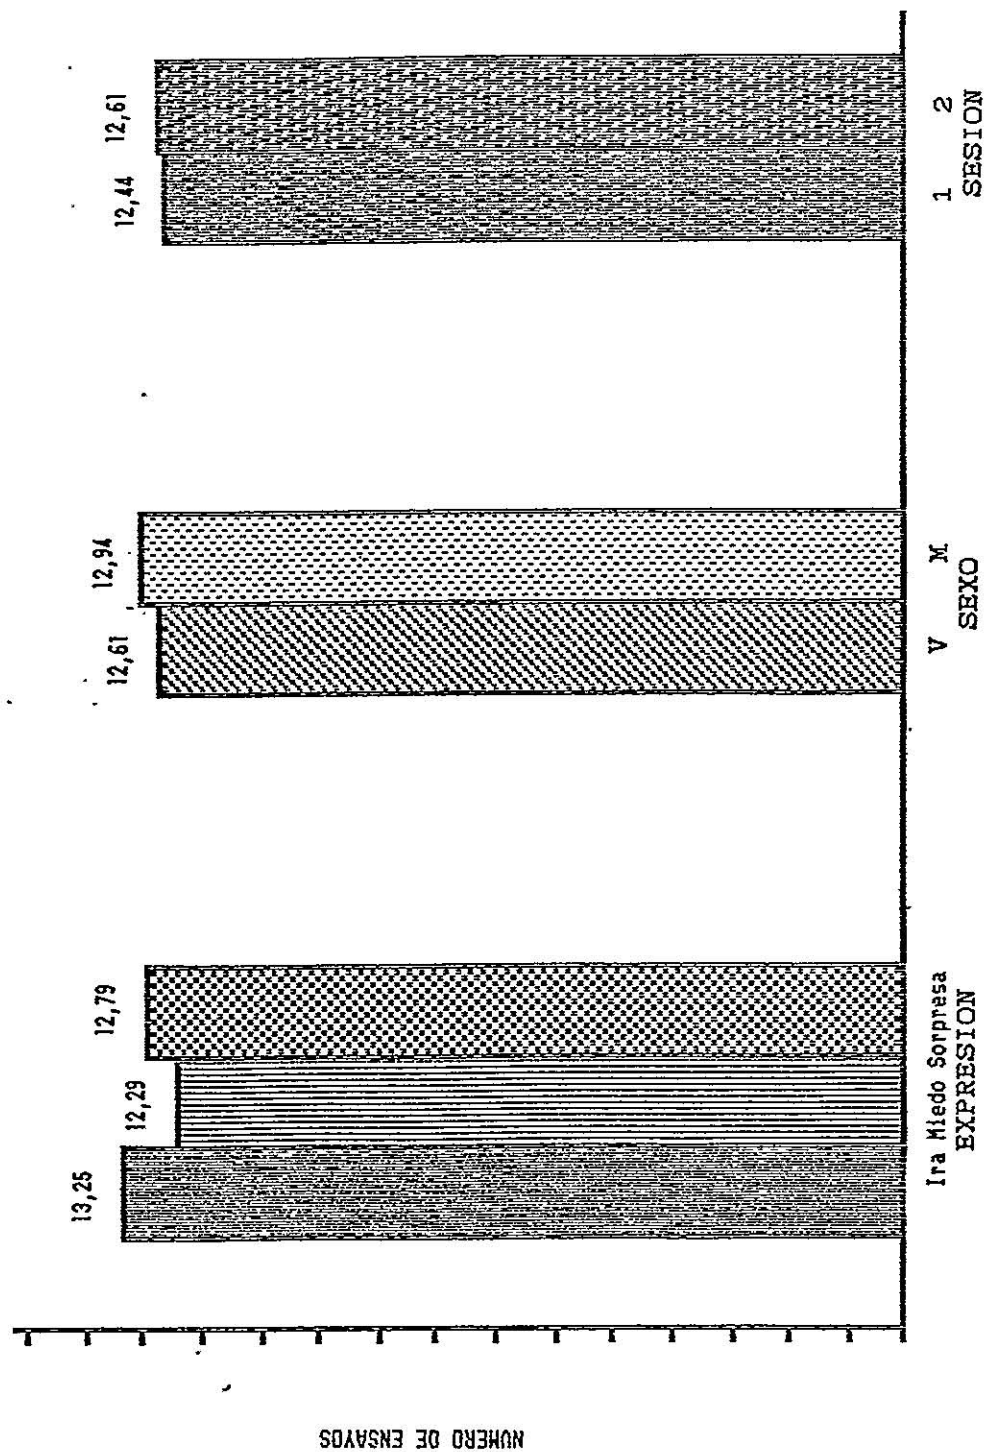 NUMERO DE ENSAYOS
13,25
12,29
12,79
12,61
12,94
12,44
12,61
Ira Miedo Sorpresa
EXPRESION
V M
SEXO
1 2
SESION